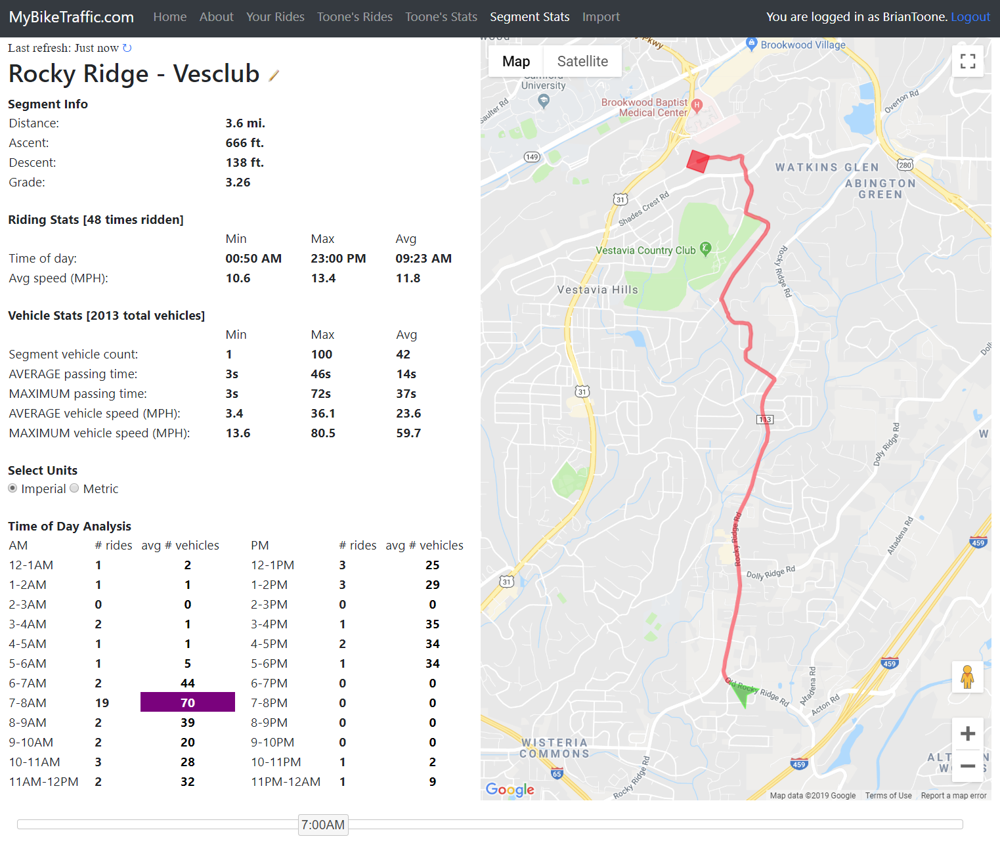 MyBikeTraffic.com Home About Your Rides Toone's Rides Toone's Stats Segment Stats Import You are logged in as BrianToone. Logout
Last refresh: Just now ↻
Rocky Ridge - Vesclub
Segment Info
Distance: 3.6 mi.
Ascent: 666 ft.
Descent: 138 ft.
Grade: 3.26
Riding Stats [48 times ridden]
Min Max Avg
Time of day: 00:50 AM 23:00 PM 09:23 AM
Avg speed (MPH): 10.6 13.4 11.8
Vehicle Stats [2013 total vehicles]
Min Max Avg
Segment vehicle count: 1 100 42
AVERAGE passing time: 3s 46s 14s
MAXIMUM passing time: 3s 72s 37s
AVERAGE vehicle speed (MPH): 3.4 36.1 23.6
MAXIMUM vehicle speed (MPH): 13.6 80.5 59.7
Select Units
Imperial Metric
Time of Day Analysis
AM # rides avg # vehicles PM # rides avg # vehicles
12-1AM 1 2 12-1PM 3 25
1-2AM 1 1 1-2PM 3 29
2-3AM 0 0 2-3PM 0 0
3-4AM 2 1 3-4PM 1 35
4-5AM 1 1 4-5PM 2 34
5-6AM 1 5 5-6PM 1 34
6-7AM 2 44 6-7PM 0 0
7-8AM 19 70 7-8PM 0 0
8-9AM 2 39 8-9PM 0 0
9-10AM 2 20 9-10PM 0 0
10-11AM 3 28 10-11PM 1 2
11AM-12PM 2 32 11PM-12AM 1 9
7:00AM
Map Satellite
Pkwy
Brookwood Village
University
Saulter Rd
Brookwood Baptist
Medical Center
H
Overton Rd
149
WATKINS GLEN
280
ABINGTON
GREEN
31
Shades Crest Rd
Vestavia Country Club
Rocky Ridge Rd
Vestavia Hills
31
113
W
Dolly Ridge Rd
Rocky Ridge Rd
Altadena Rd
459
Dolly Ridge Rd
31
459
Old Rocky Ridge Rd
Altadena Rd
Acton Rd
WISTERIA
COMMONS
459
65
Rocky Ridge Rd
Google
Map data ©2019 Google Terms of Use Report a map error